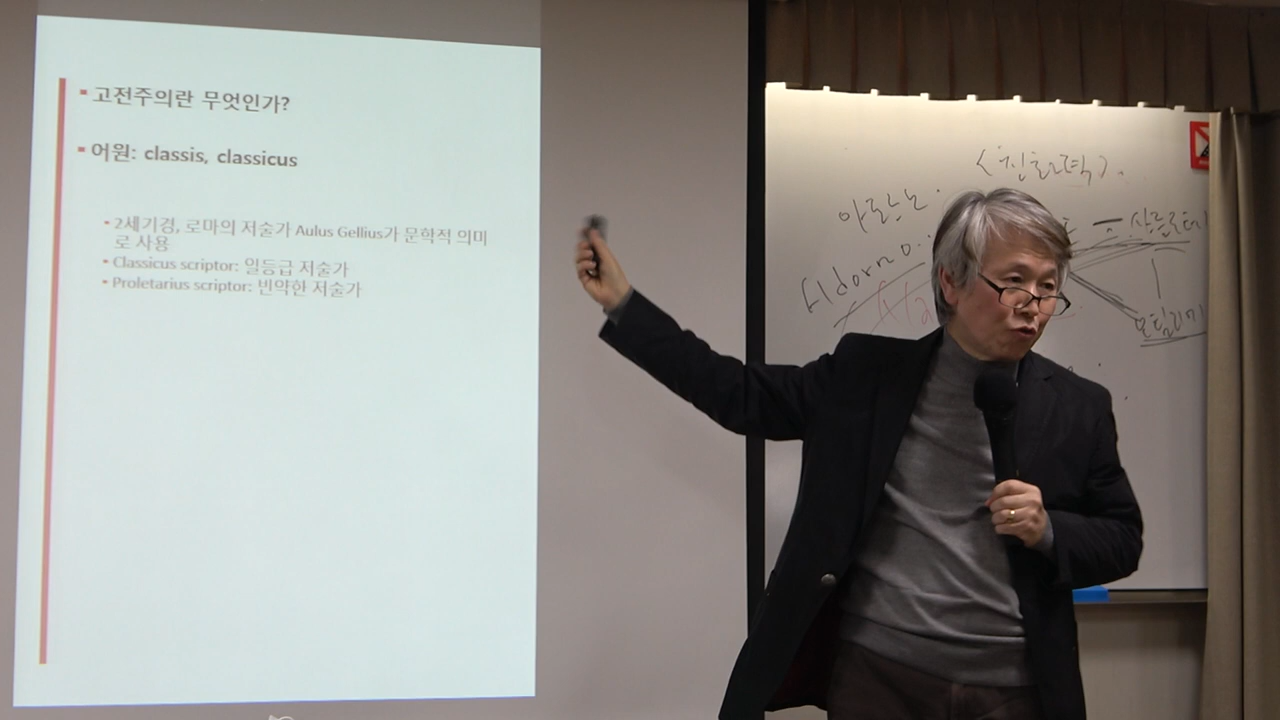 ▪고전주의란 무엇인가?
▪어원: classis, classicus
▪2세기경, 로마의 저술가 Aulus Gellius가 문학적 의미
로 사용
▪Classicus scriptor: 일등급 저술가
▪Proletarius scriptor: 빈약한 저술가
아로노
Adorno..